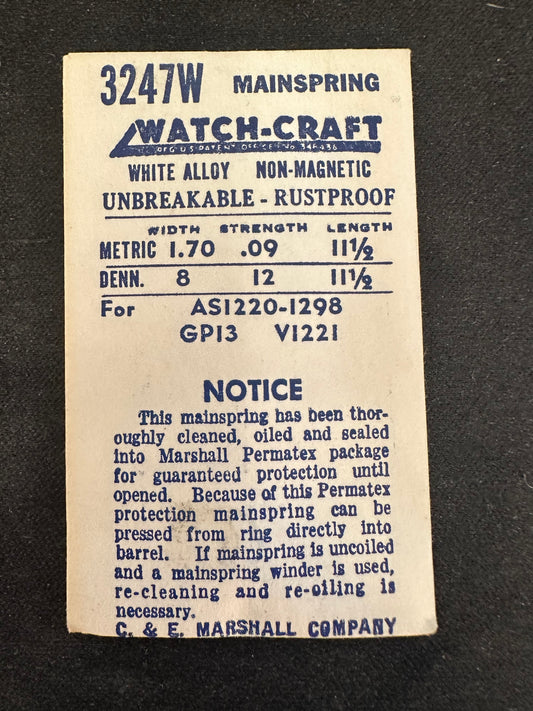 3247W MAINSPRING
WATCH-CRAFT
REG. U.S. PATENT OFFICE No. 346436
WHITE ALLOY NON-MAGNETIC
UNBREAKABLE - RUSTPROOF
WIDTH STRENGTH LENGTH
METRIC 1.70 .09 11½
DENN. 8 12 11½
For AS1220-1298
GP13 V1221
NOTICE
This mainspring has been thor-
oughly cleaned, oiled and sealed
into Marshall Permatex package
for guaranteed protection until
opened. Because of this Permatex
protection mainspring can be
pressed from ring directly into
barrel. If mainspring is uncoiled
and a mainspring winder is used,
re-cleaning and re-oiling is
necessary.
C. & E. MARSHALL COMPANY